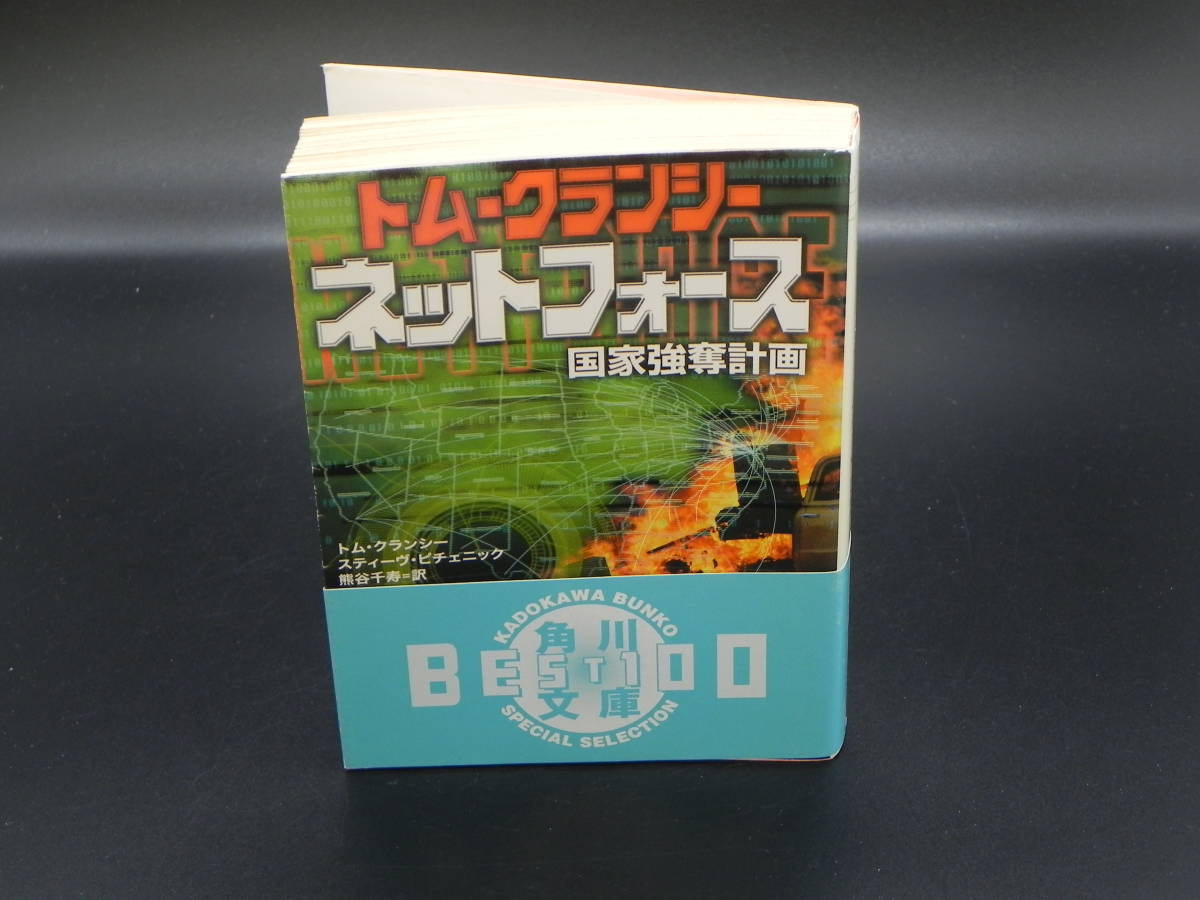 トム・クランシー
ネットフォース
国家強奪計画
トム・クランシー
スティーヴ・ピチェニック
熊谷千寿=訳
KADOKAWA BUNKO
角川
BEST100
文庫
SPECIAL SELECTION